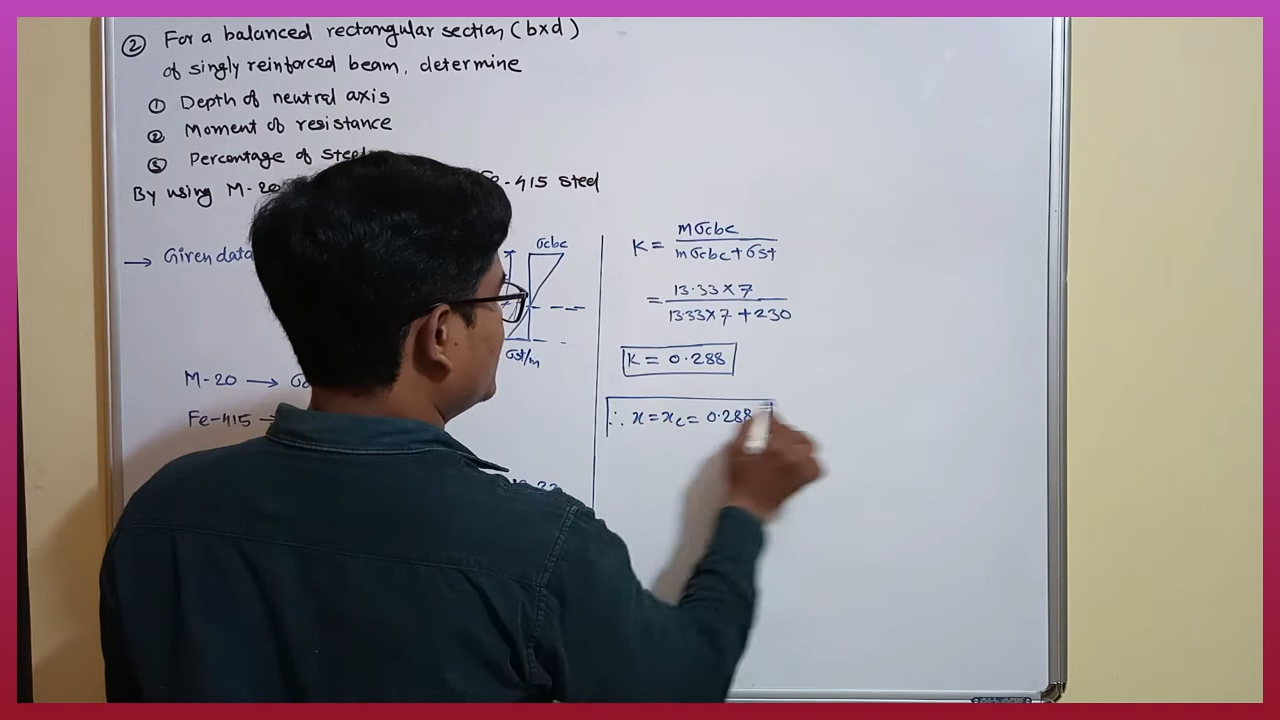 ② For a balanced rectangular section (b×d)
of singly reinforced beam, determine
① Depth of neutral axis
② Moment of resistance
③ Percentage of steel
By using M-20 -415 steel
→ Given data
σcbc
σst/m
M-20 →
Fe-415 →
K = mσcbc / mσcbc + σst
= 13.33 × 7 / 13.33 × 7 + 230
K = 0.288
∴ x = xc = 0.288